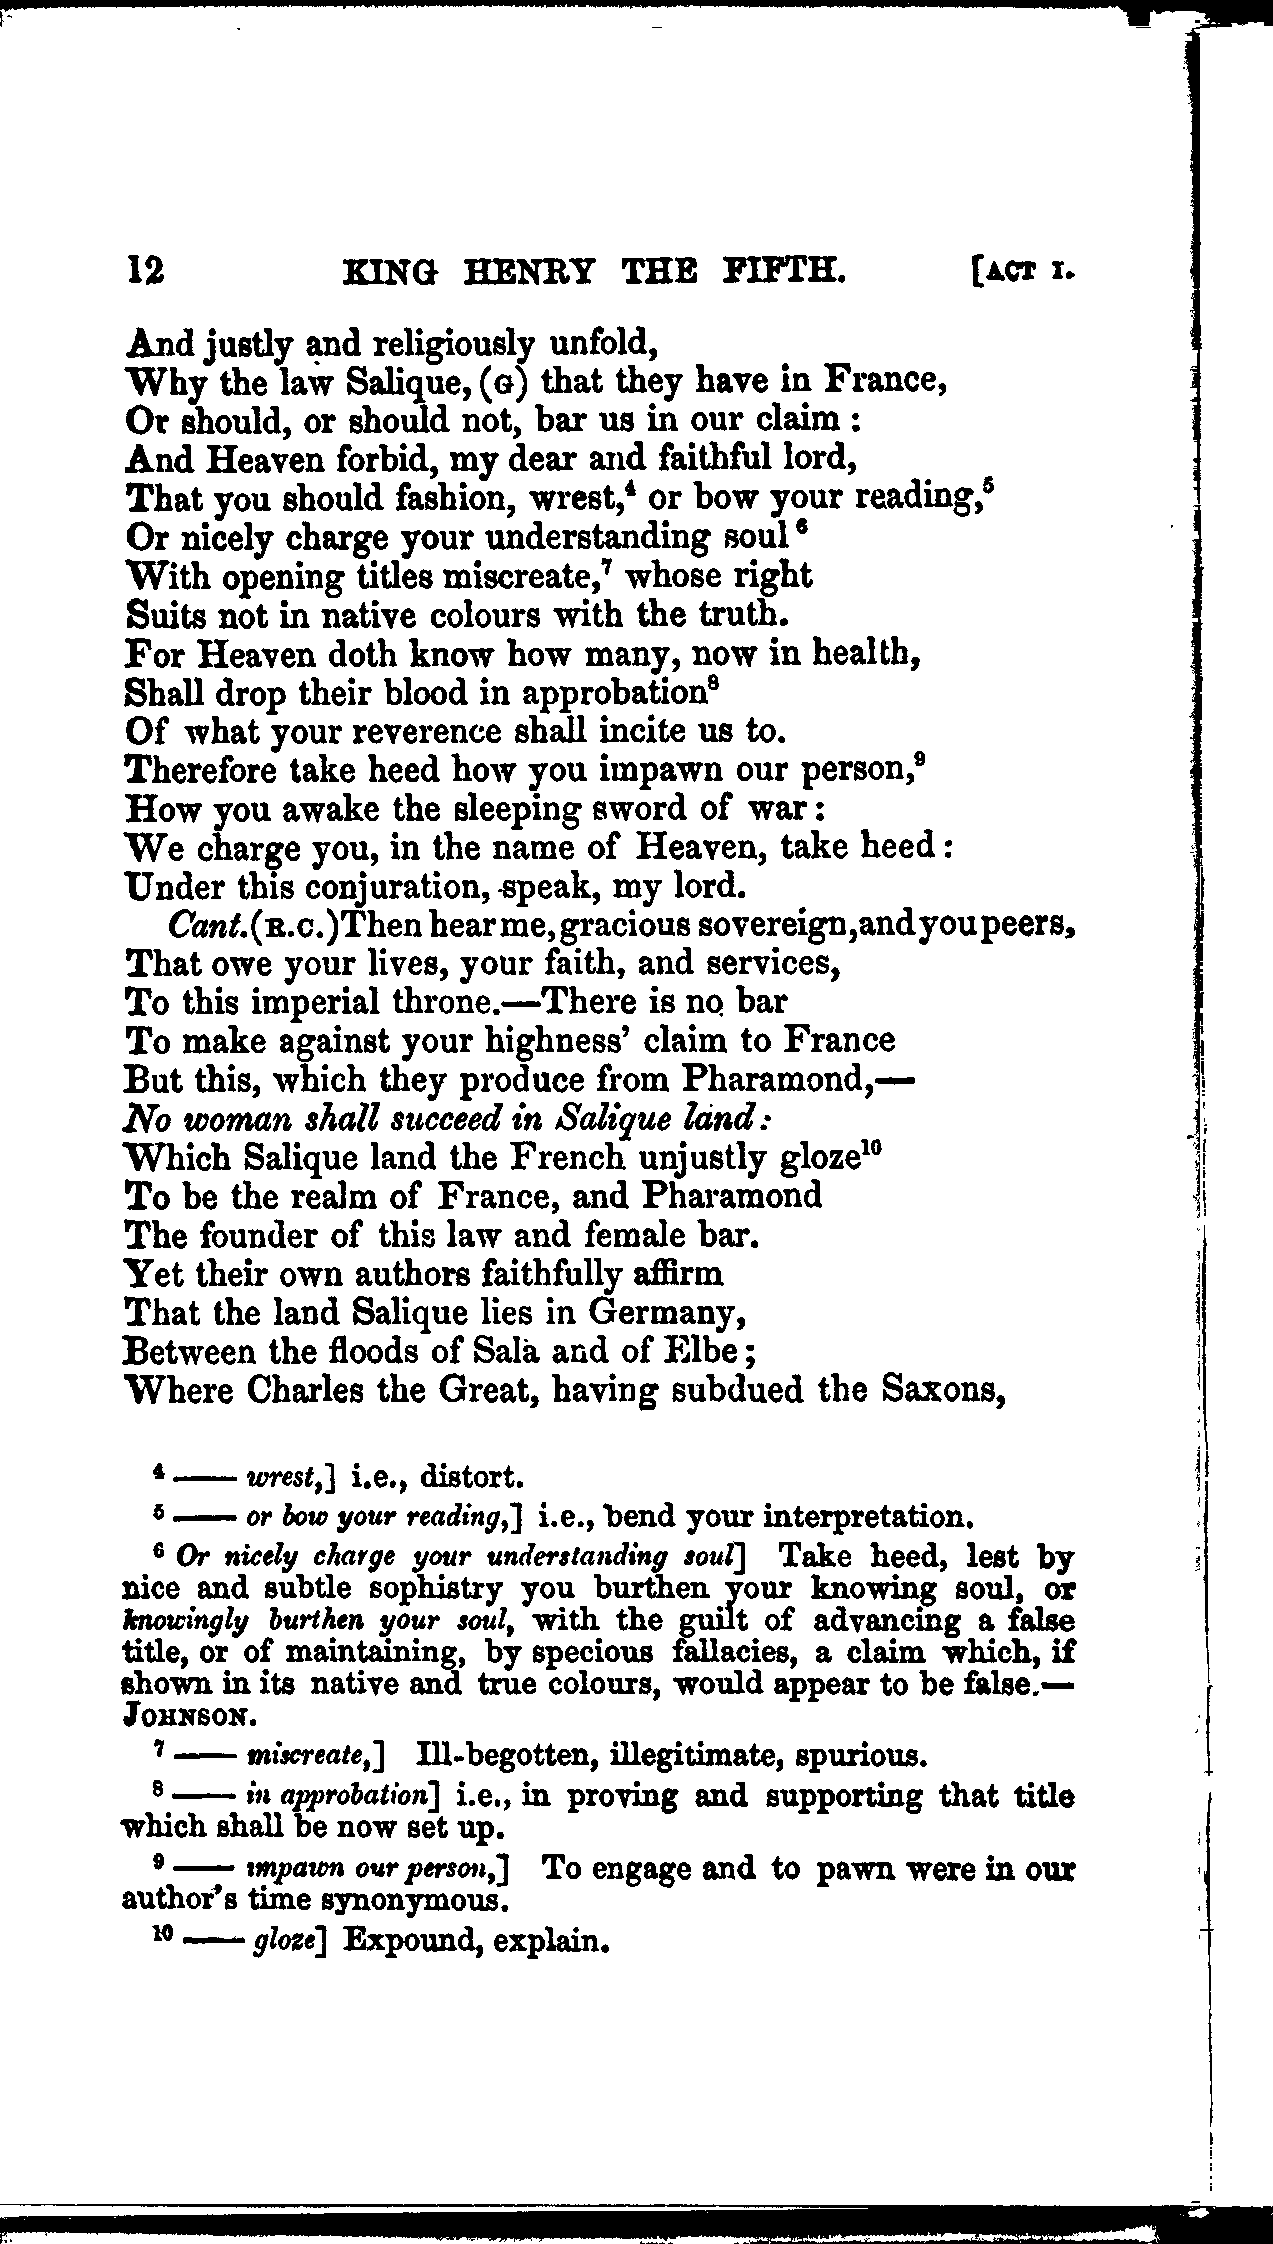 12 KING HENRY THE FIFTH. [ACT I.
And justly and religiously unfold,
Why the law Salique, (G) that they have in France,
Or should, or should not, bar us in our claim :
And Heaven forbid, my dear and faithful lord,
That you should fashion, wrest,⁴ or bow your reading,⁵
Or nicely charge your understanding soul⁶
With opening titles miscreate,⁷ whose right
Suits not in native colours with the truth.
For Heaven doth know how many, now in health,
Shall drop their blood in approbation⁸
Of what your reverence shall incite us to.
Therefore take heed how you impawn our person,⁹
How you awake the sleeping sword of war :
We charge you, in the name of Heaven, take heed :
Under this conjuration, speak, my lord.
Cant.(R.C.)Then hear me, gracious sovereign, and you peers,
That owe your lives, your faith, and services,
To this imperial throne.—There is no bar
To make against your highness' claim to France
But this, which they produce from Pharamond,—
No woman shall succeed in Salique land :
Which Salique land the French unjustly gloze¹⁰
To be the realm of France, and Pharamond
The founder of this law and female bar.
Yet their own authors faithfully affirm
That the land Salique lies in Germany,
Between the floods of Sala and of Elbe ;
Where Charles the Great, having subdued the Saxons,
⁴ —— wrest,] i.e., distort.
⁵ —— or bow your reading,] i.e., bend your interpretation.
⁶ Or nicely charge your understanding soul] Take heed, lest by
nice and subtle sophistry you burthen your knowing soul, or
knowingly burthen your soul, with the guilt of advancing a false
title, or of maintaining, by specious fallacies, a claim which, if
shown in its native and true colours, would appear to be false.—
JOHNSON.
⁷ —— miscreate,] Ill-begotten, illegitimate, spurious.
⁸ —— in approbation] i.e., in proving and supporting that title
which shall be now set up.
⁹ —— impawn our person,] To engage and to pawn were in our
author's time synonymous.
¹⁰ —— gloze] Expound, explain.